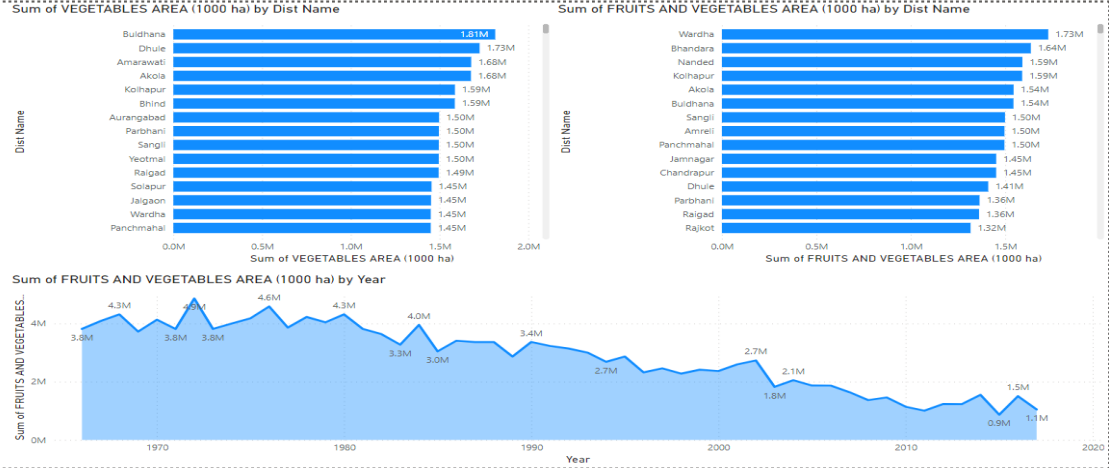 Sum of VEGETABLES AREA (1000 ha) by Dist Name
Dist Name
Buldhana 1.81M
Dhule 1.73M
Amarawati 1.68M
Akola 1.68M
Kolhapur 1.59M
Bhind 1.59M
Aurangabad 1.50M
Parbhani 1.50M
Sangli 1.50M
Yeotmal 1.50M
Raigad 1.49M
Solapur 1.45M
Jalgaon 1.45M
Wardha 1.45M
Panchmahal 1.45M
0.0M 0.5M 1.0M 1.5M 2.0M
Sum of VEGETABLES AREA (1000 ha)
Sum of FRUITS AND VEGETABLES AREA (1000 ha) by Dist Name
Dist Name
Wardha 1.73M
Bhandara 1.64M
Nanded 1.59M
Kolhapur 1.59M
Akola 1.54M
Buldhana 1.54M
Sangli 1.50M
Amreli 1.50M
Panchmahal 1.50M
Jamnagar 1.45M
Chandrapur 1.45M
Dhule 1.41M
Parbhani 1.36M
Raigad 1.36M
Rajkot 1.32M
0.0M 0.5M 1.0M 1.5M
Sum of FRUITS AND VEGETABLES AREA (1000 ha)
Sum of FRUITS AND VEGETABLES AREA (1000 ha) by Year
Sum of FRUITS AND VEGETABLES...
4M
2M
0M
3.8M 4.3M 3.8M 4.9M 3.8M 4.6M 4.3M 3.3M 4.0M 3.0M 3.4M 2.7M 2.7M 1.8M 2.1M 0.9M 1.5M 1.1M
1970 1980 1990 2000 2010 2020
Year